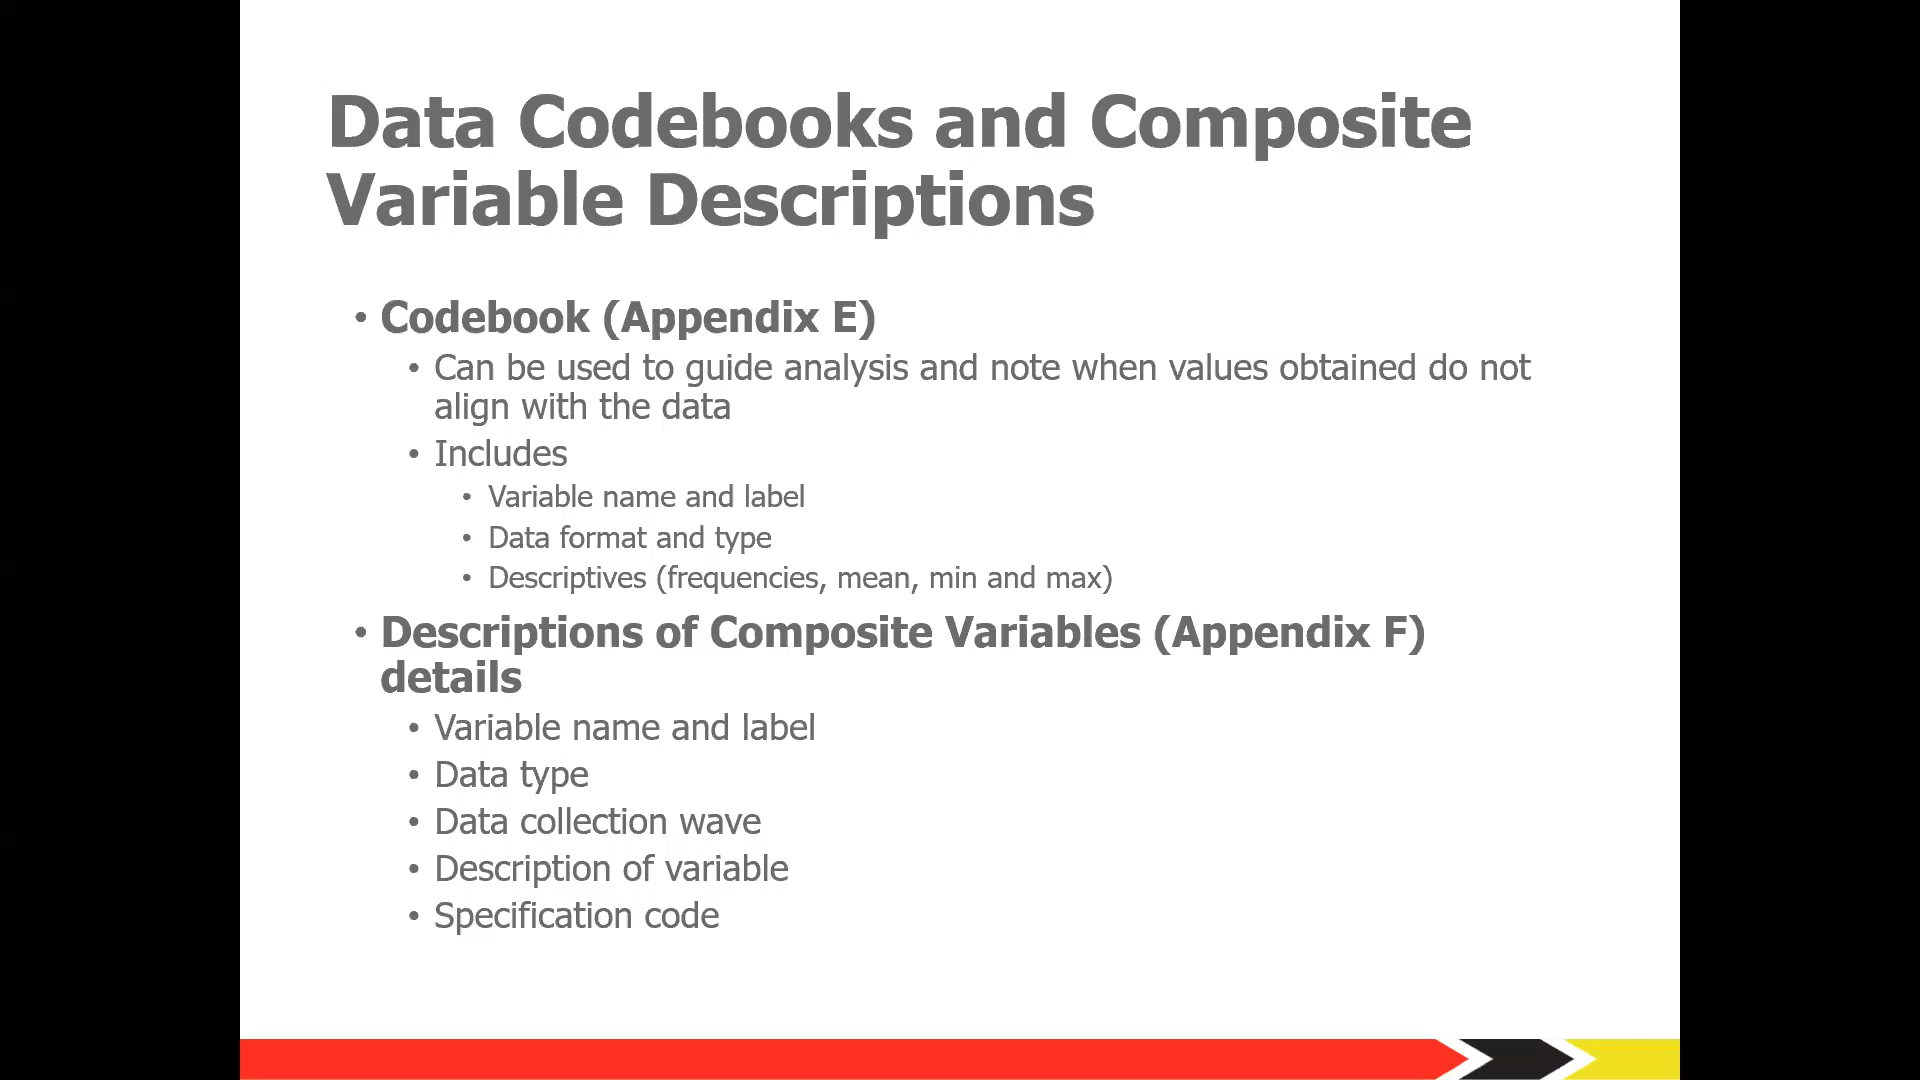 Data Codebooks and Composite
Variable Descriptions
• Codebook (Appendix E)
• Can be used to guide analysis and note when values obtained do not
align with the data
• Includes
• Variable name and label
• Data format and type
• Descriptives (frequencies, mean, min and max)
• Descriptions of Composite Variables (Appendix F)
details
• Variable name and label
• Data type
• Data collection wave
• Description of variable
• Specification code